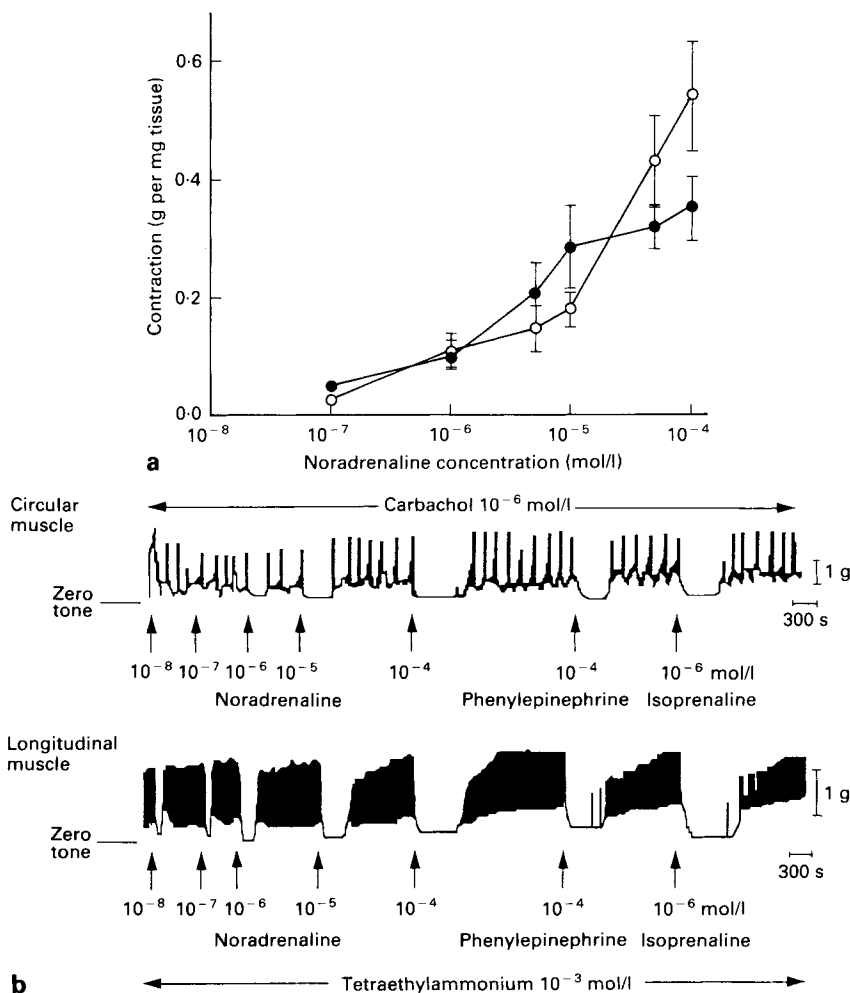 Contraction (g per mg tissue)
0·6
0·4
0·2
0·0
10⁻⁸ 10⁻⁷ 10⁻⁶ 10⁻⁵ 10⁻⁴
Noradrenaline concentration (mol/l)
a
Circular
muscle
Carbachol 10⁻⁶ mol/l
Zero
tone
1 g
300 s
10⁻⁸ 10⁻⁷ 10⁻⁶ 10⁻⁵ 10⁻⁴ 10⁻⁴ 10⁻⁶ mol/l
Noradrenaline Phenylepinephrine Isoprenaline
Longitudinal
muscle
Zero
tone
1 g
300 s
10⁻⁸ 10⁻⁷ 10⁻⁶ 10⁻⁵ 10⁻⁴ 10⁻⁴ 10⁻⁶ mol/l
Noradrenaline Phenylepinephrine Isoprenaline
b
Tetraethylammonium 10⁻³ mol/l